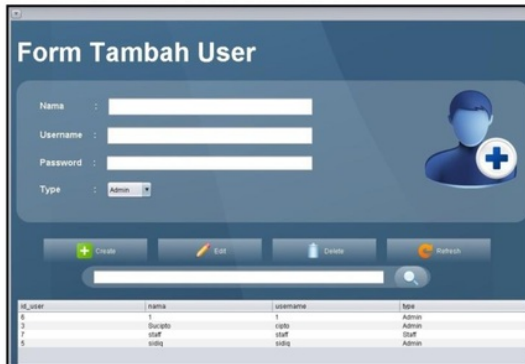 Form Tambah User
Nama :
Username :
Password :
Type : Admin
Create Edit Delete Refresh
id_user nama username type
6 1 1 Admin
3 Sucipto cipto Admin
7 staff staff Staff
5 sidiq sidiq Admin